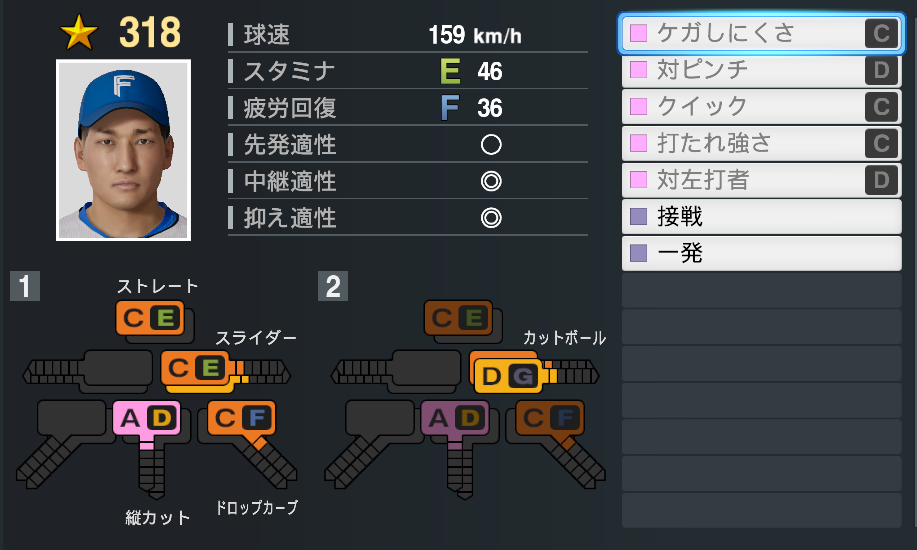 ★ 318
F
球速 159 km/h
スタミナ E 46
疲労回復 F 36
先発適性 ○
中継適性 ◎
抑え適性 ◎
ケガしにくさ C
対ピンチ D
クイック C
打たれ強さ C
対左打者 D
接戦
一発
1
ストレート
C E
スライダー
C E
A D
C F
縦カット
ドロップカーブ
2
C E
カットボール
D G
A D
C F